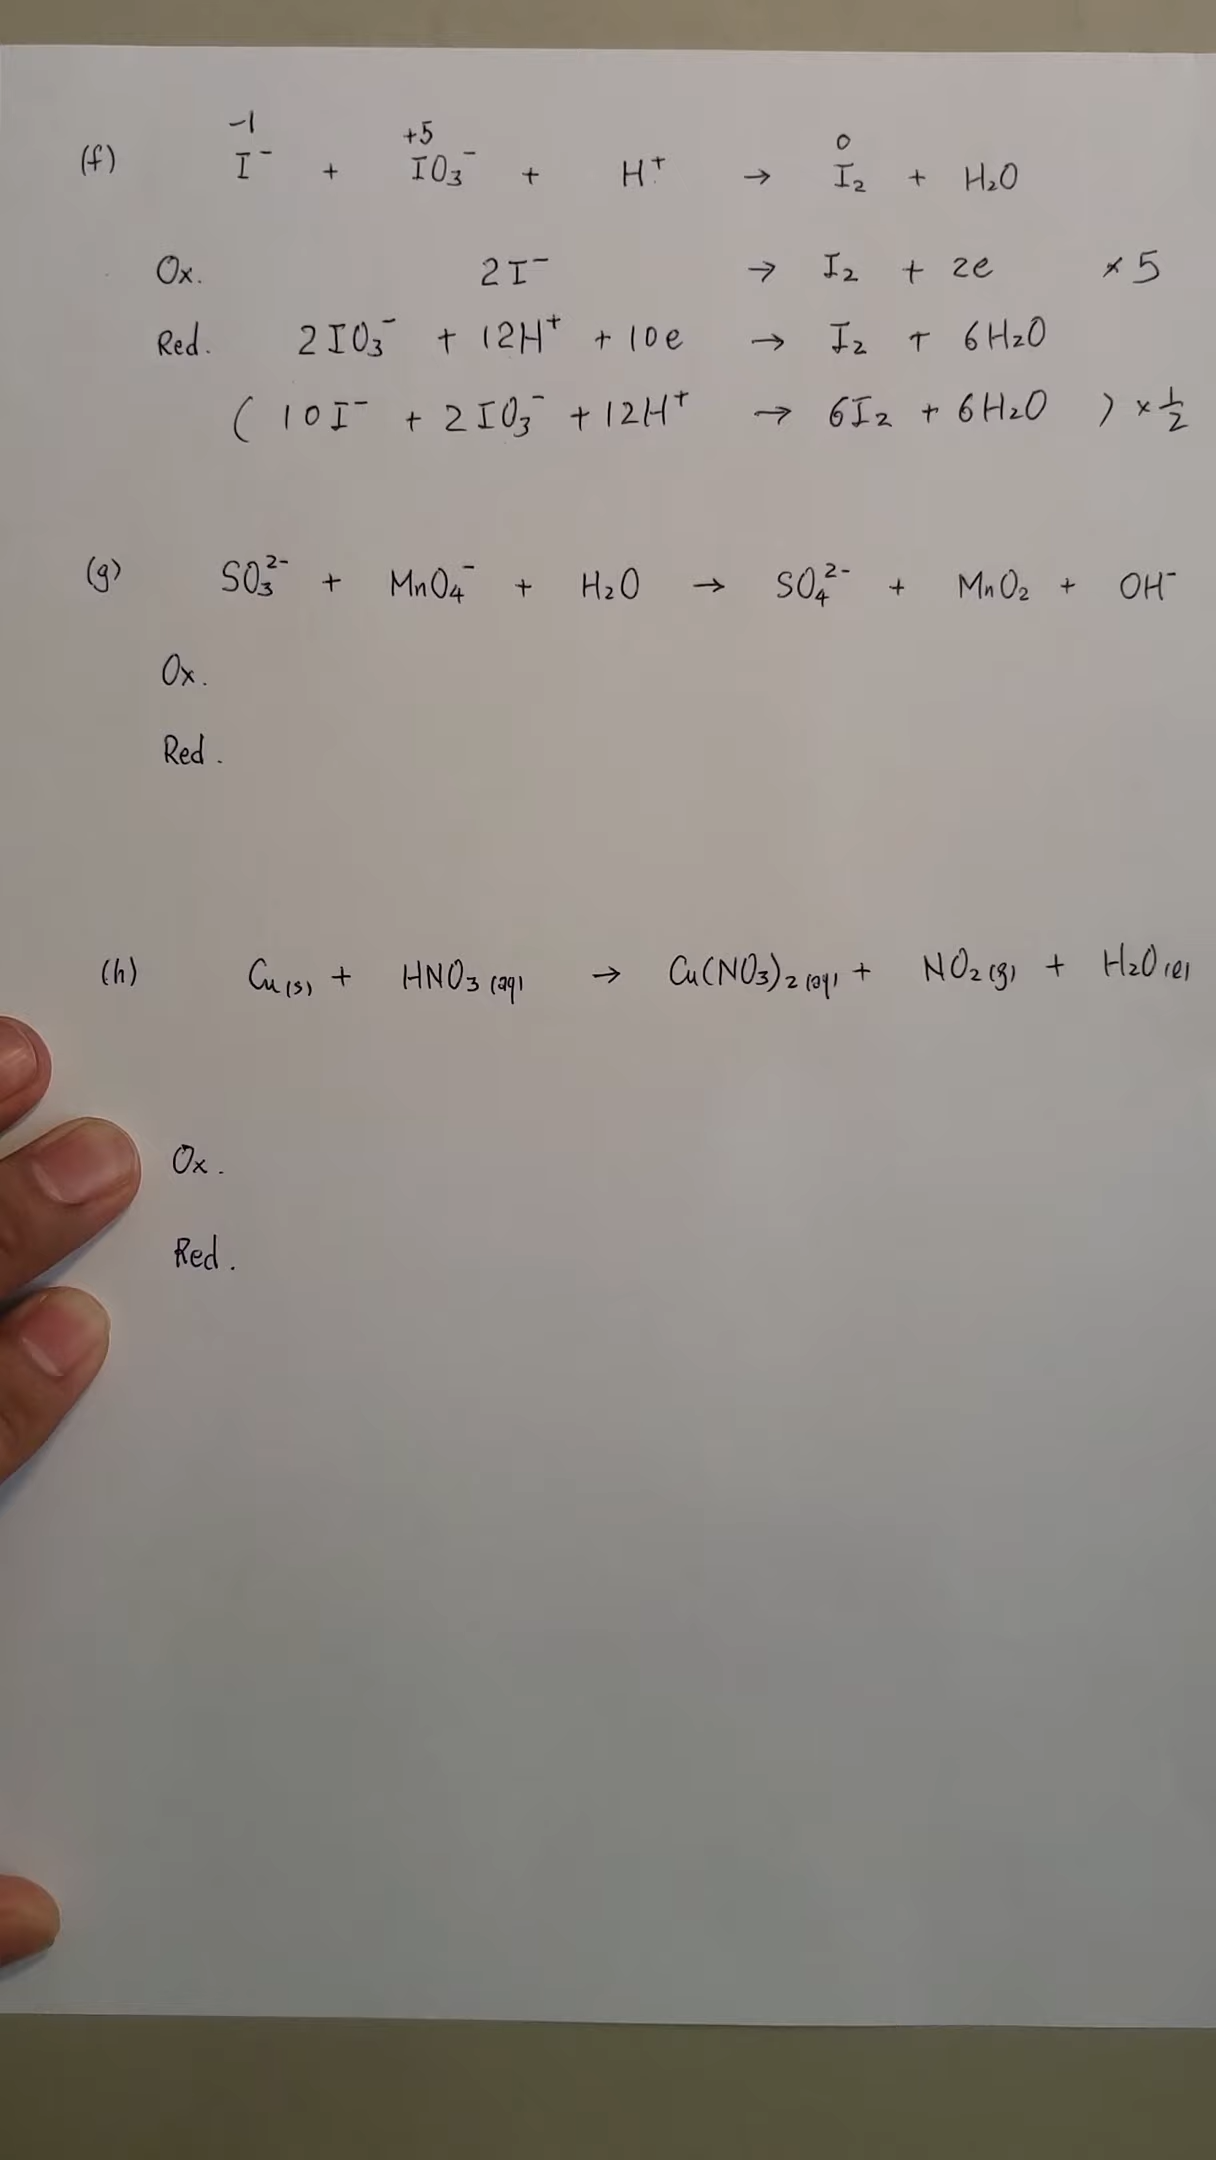 (f) -1 I⁻ + +5 IO₃⁻ + H⁺ → 0 I₂ + H₂O
Ox. 2I⁻ → I₂ + 2e × 5
Red. 2IO₃⁻ + 12H⁺ + 10e → I₂ + 6H₂O
( 10I⁻ + 2IO₃⁻ + 12H⁺ → 6I₂ + 6H₂O ) × 1/2
(g) SO₃²⁻ + MnO₄⁻ + H₂O → SO₄²⁻ + MnO₂ + OH⁻
Ox.
Red.
(h) Cu(s) + HNO₃(aq) → Cu(NO₃)₂(aq) + NO₂(g) + H₂O(l)
Ox.
Red.